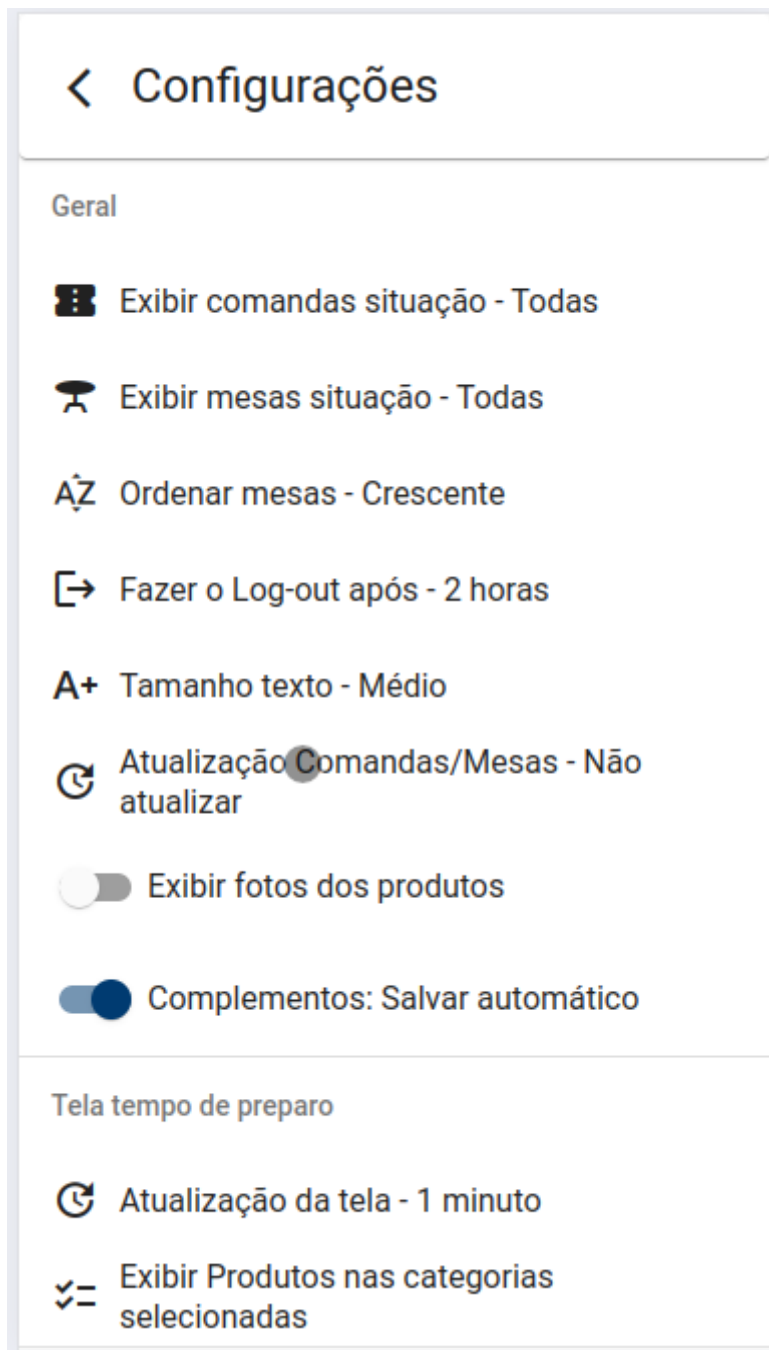 Configurações
Geral
Exibir comandas situação - Todas
Exibir mesas situação - Todas
AZ Ordenar mesas - Crescente
Fazer o Log-out após - 2 horas
A+ Tamanho texto - Médio
Atualização Comandas/Mesas - Não
atualizar
Exibir fotos dos produtos
Complementos: Salvar automático
Tela tempo de preparo
Atualização da tela - 1 minuto
Exibir Produtos nas categorias
selecionadas